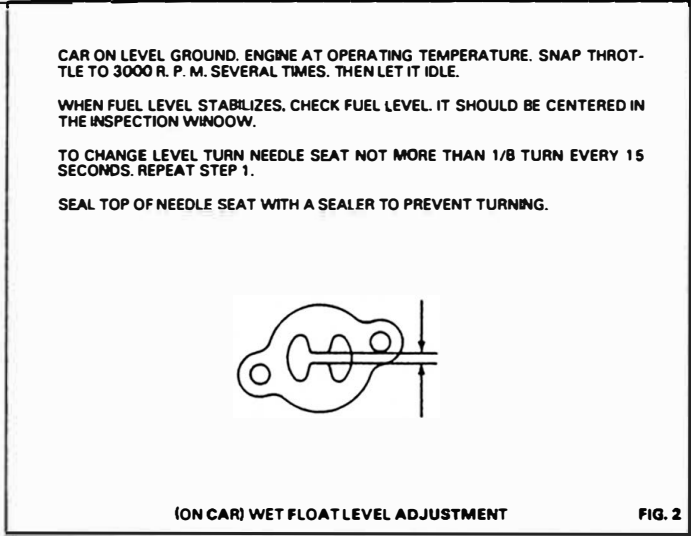 CAR ON LEVEL GROUND. ENGINE AT OPERATING TEMPERATURE. SNAP THROT-
TLE TO 3000 R. P. M. SEVERAL TIMES. THEN LET IT IDLE.
WHEN FUEL LEVEL STABILIZES, CHECK FUEL LEVEL. IT SHOULD BE CENTERED IN
THE INSPECTION WINOOW.
TO CHANGE LEVEL TURN NEEDLE SEAT NOT MORE THAN 1/8 TURN EVERY 15
SECONDS. REPEAT STEP 1.
SEAL TOP OF NEEDLE SEAT WITH A SEALER TO PREVENT TURNING.
(ON CAR) WET FLOAT LEVEL ADJUSTMENT
FIG. 2